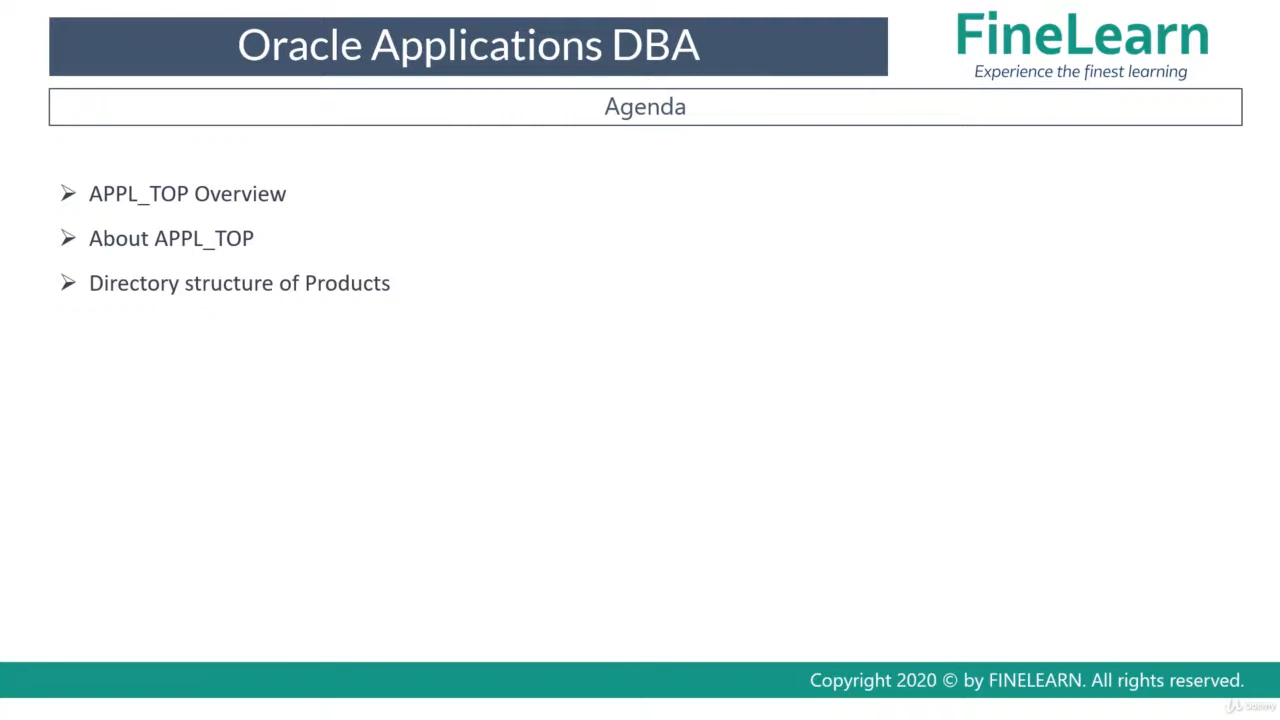 Oracle Applications DBA
FineLearn
Experience the finest learning
Agenda
➢ APPL_TOP Overview
➢ About APPL_TOP
➢ Directory structure of Products
Copyright 2020 © by FINELEARN. All rights reserved.
Udemy